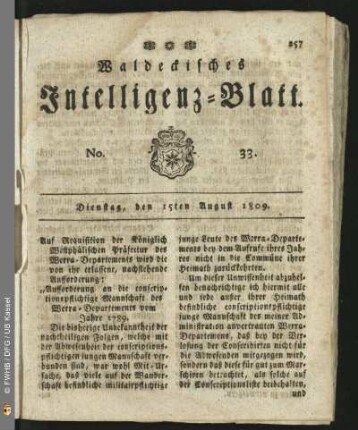 257
Waldeckisches
Intelligenz=Blatt.
No. 33.
Dienstag, den 15ten August 1809.
Auf Requisition der Königlich
Westphälischen Präfektur des
Werra-Departements wird die
von ihr erlassene, nachstehende
Aufforderung:
„Aufforderung an die conscrip-
tionspflichtige Mannschaft des
Werra-Departements vom
Jahre 1789.
Die bisherige Unbekanntheit der
nachtheiligen Folgen, welche mit
der Abwesenheit der conscriptions-
pflichtigen jungen Mannschaft ver-
bunden sind, war wohl mit Ur-
sache, daß viele auf der Wander-
schaft befindliche militairpflichtige
junge Leute des Werra-Departe-
ments bey dem Aufrufe ihres Jah-
res nicht in die Commüne ihrer
Heimath zurückkehrten.
Um dieser Unwissenheit abzuhel-
fen benachrichtige ich hiermit alle
und jede ausser ihrer Heimath
befindliche conscriptionspflichtige
junge Mannschaft des meiner Ad-
ministration anvertrauten Werra-
Departements, daß bey der Ver-
losung der Conscribirten nicht für
die Abwesenden mitgezogen wird,
sondern daß diese für gut zum Mar-
schieren betrachtet, als solche auf
der Conscriptionsliste beibehalten,
und
© FWHB / DFG / UB Kassel